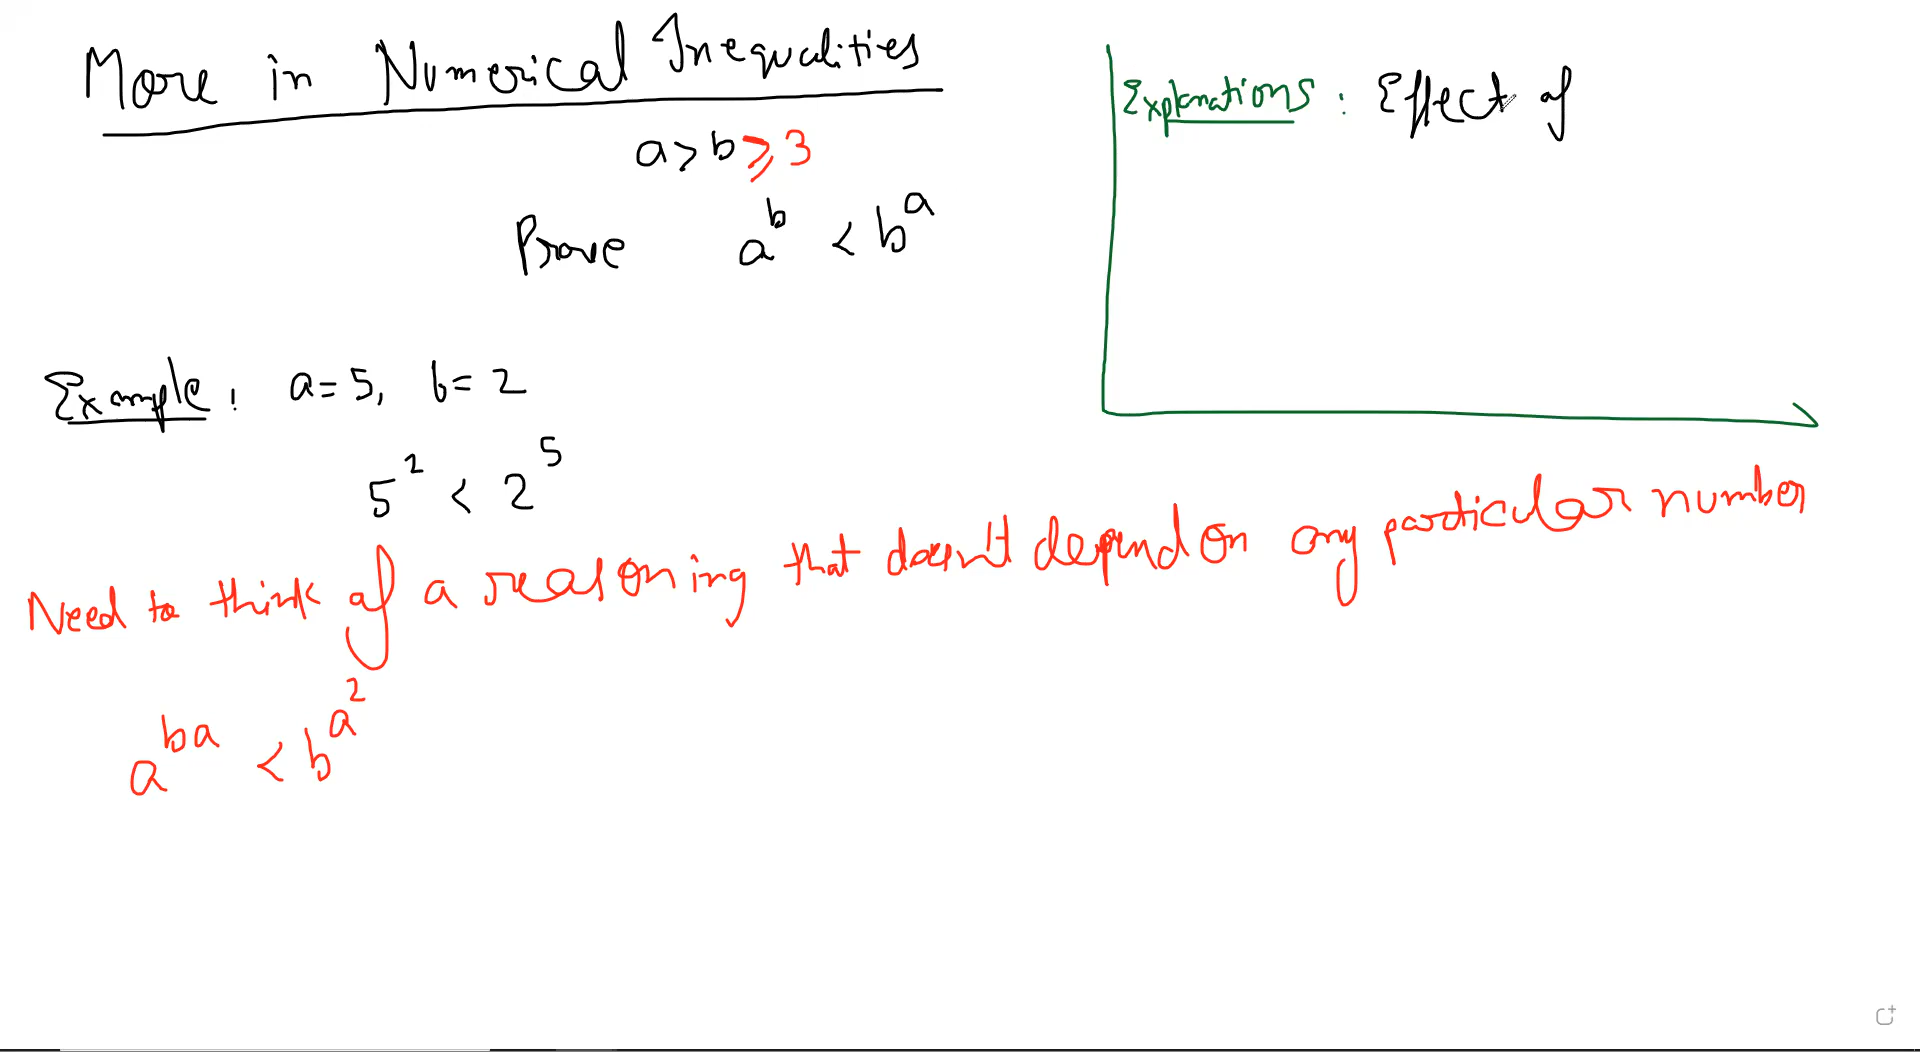 More in Numerical Inequalities
a > b ⩾ 3
Prove a^b < b^a
Explanations : Effect of
Example : a = 5, b = 2
5^2 < 2^5
Need to think of a reasoning that doesn't depend on any particular number
a^{ba} < b^{a^2}